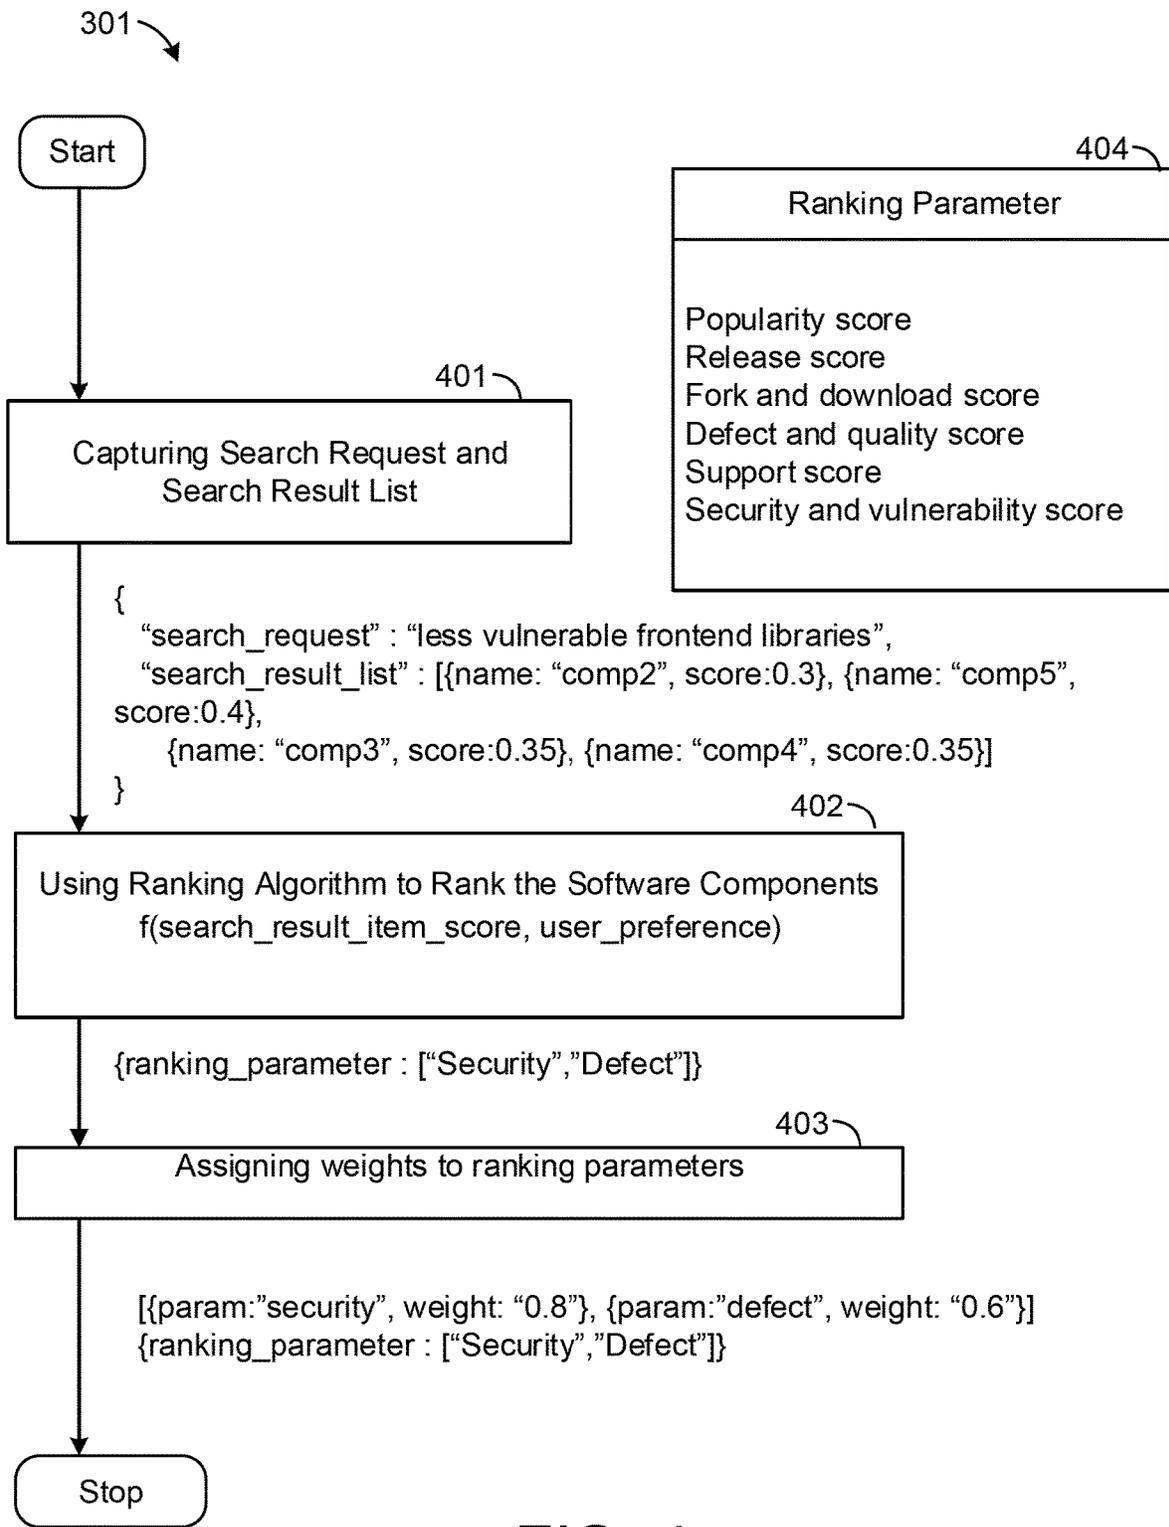 301
Start
404
Ranking Parameter
Popularity score
Release score
Fork and download score
Defect and quality score
Support score
Security and vulnerability score
401
Capturing Search Request and
Search Result List
{
“search_request” : “less vulnerable frontend libraries”,
“search_result_list” : [{name: “comp2”, score:0.3}, {name: “comp5”,
score:0.4},
{name: “comp3”, score:0.35}, {name: “comp4”, score:0.35}]
}
402
Using Ranking Algorithm to Rank the Software Components
f(search_result_item_score, user_preference)
{ranking_parameter : [“Security”,”Defect”]}
403
Assigning weights to ranking parameters
[{param:”security”, weight: “0.8”}, {param:”defect”, weight: “0.6”}]
{ranking_parameter : [“Security”,”Defect”]}
Stop